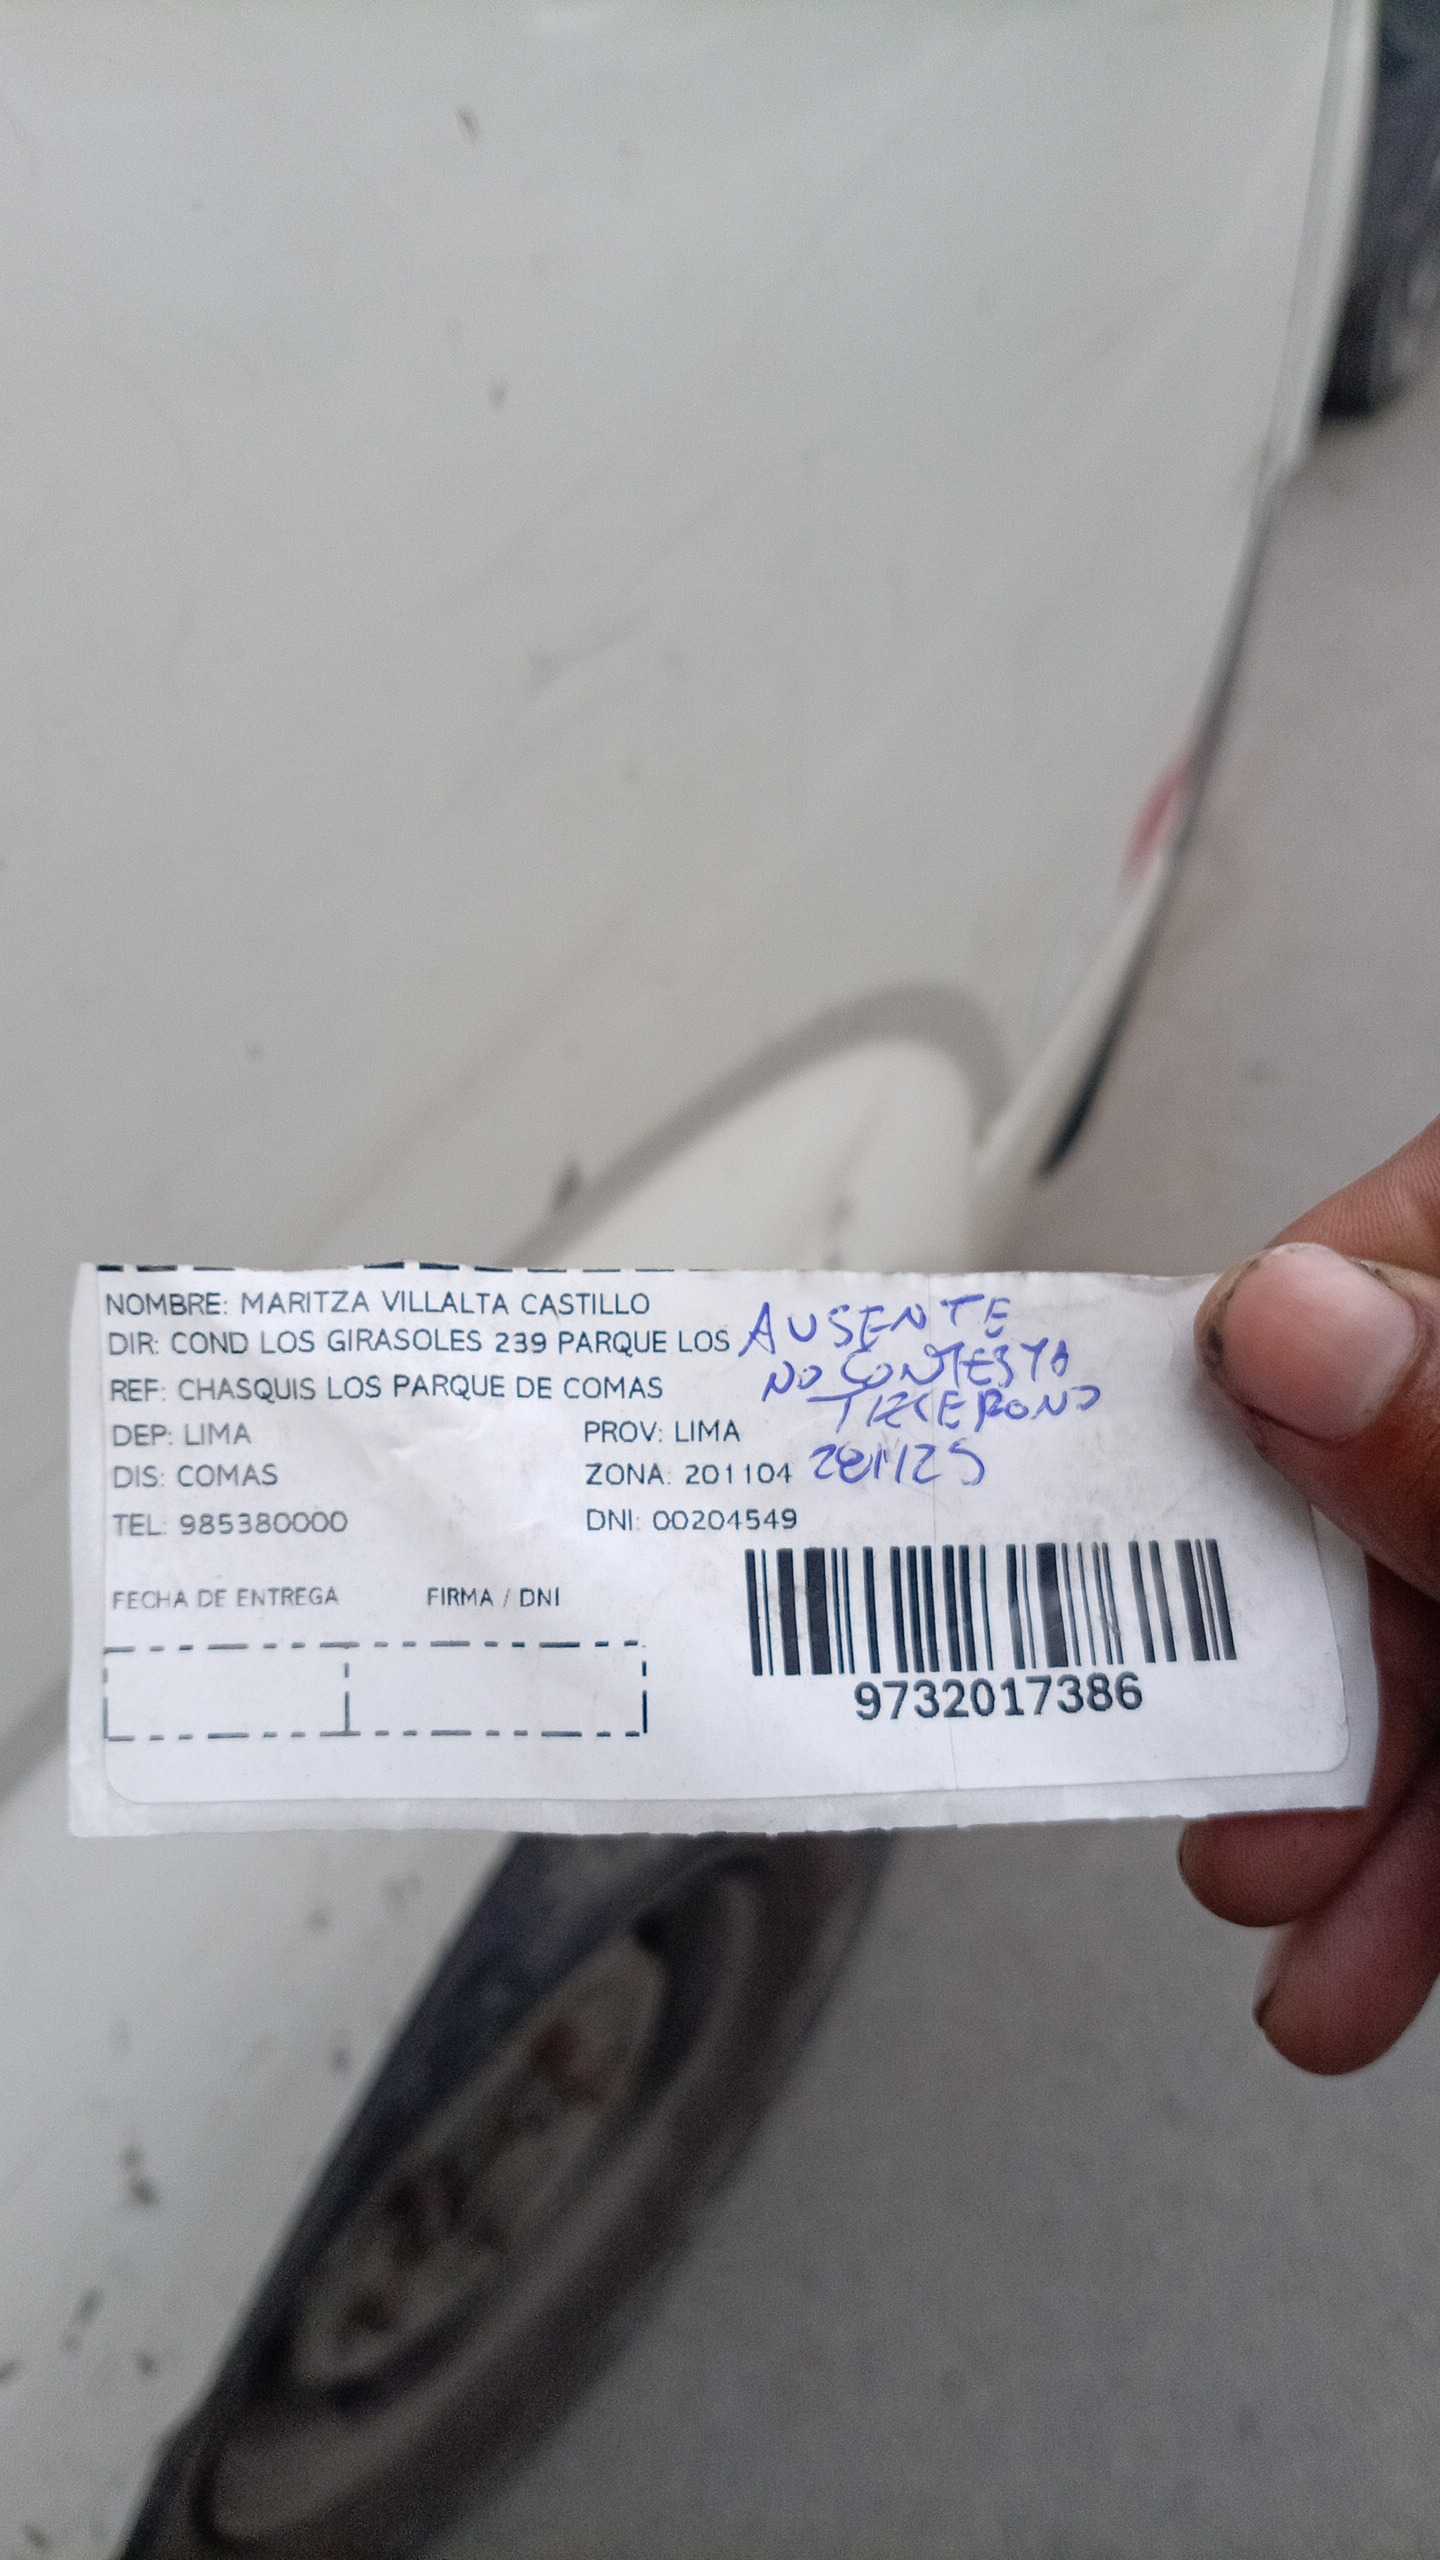 NOMBRE: MARITZA VILLALTA CASTILLO
DIR: COND LOS GIRASOLES 239 PARQUE LOS
REF: CHASQUIS LOS PARQUE DE COMAS
DEP: LIMA PROV: LIMA
DIS: COMAS ZONA: 201104
TEL: 985380000 DNI: 00204549
AUSENTE
NO CONTESTA
28/1/25
FECHA DE ENTREGA FIRMA / DNI
9732017386